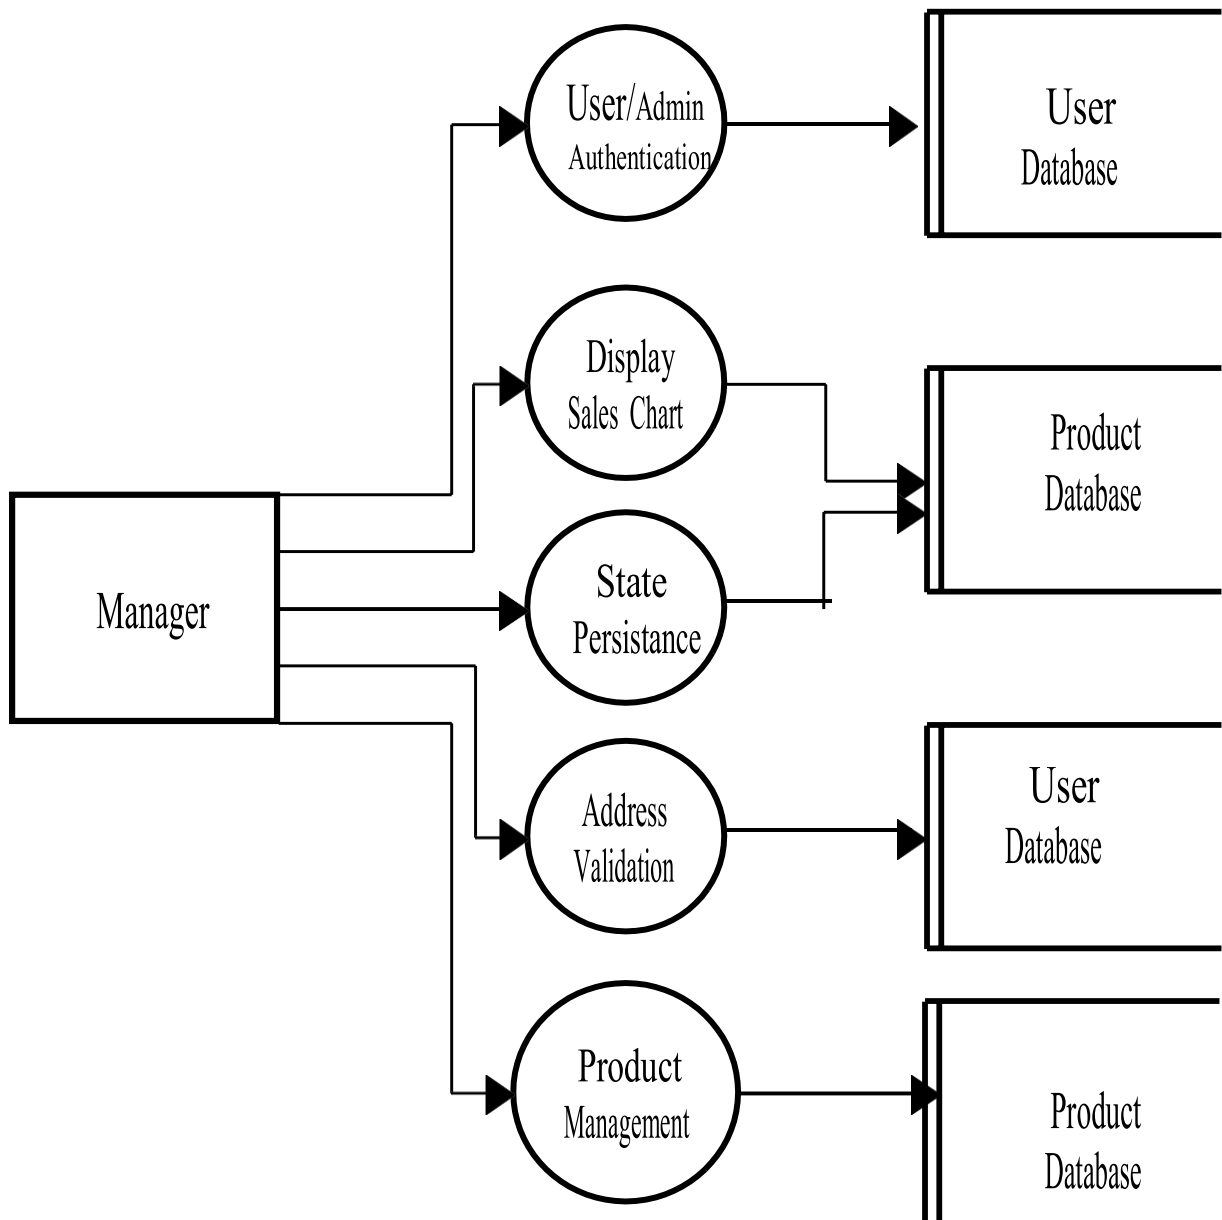 User/Admin
Authentication
User
Database
Display
Sales Chart
Product
Database
Manager
State
Persistance
Address
Validation
User
Database
Product
Management
Product
Database